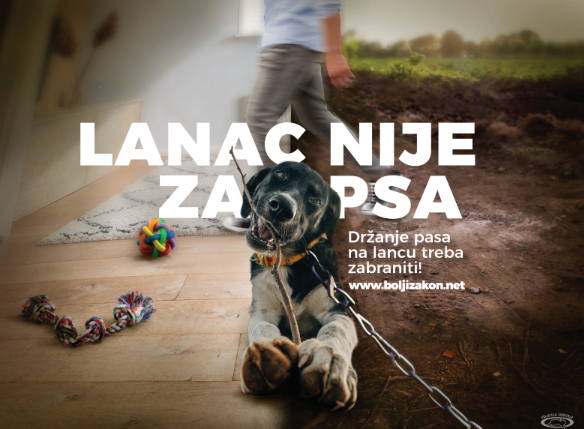 LANAC NIJE
ZA PSA
Držanje pasa
na lancu treba
zabraniti!
www.boljizakon.net